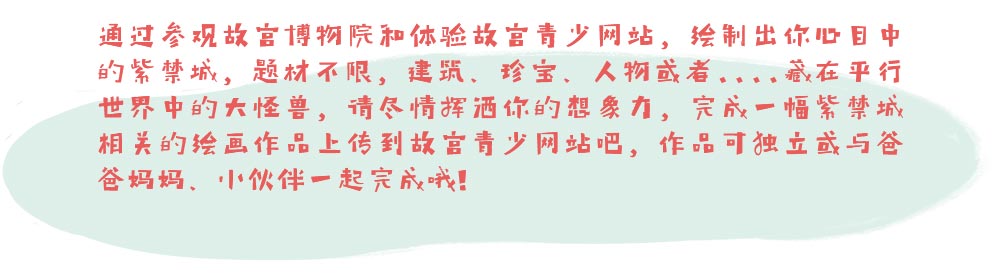 通过参观故宫博物院和体验故宫青少网站，绘制出你心目中
的紫禁城，题材不限，建筑、珍宝、人物或者....藏在平行
世界中的大怪兽，请尽情挥洒你的想象力，完成一幅紫禁城
相关的绘画作品上传到故宫青少网站吧，作品可独立或与爸
爸妈妈、小伙伴一起完成哦!